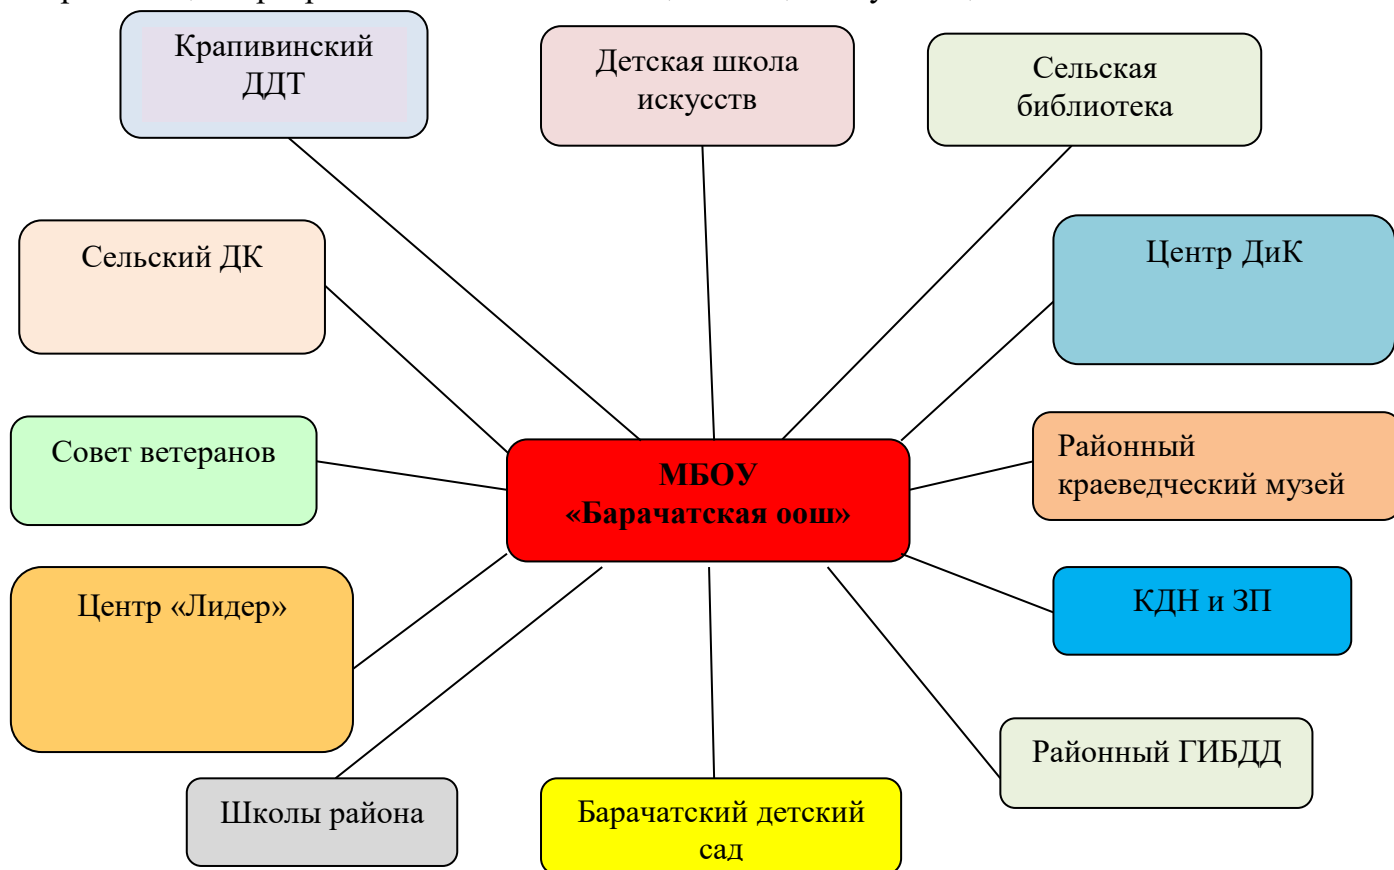 Крапивинский
ДДТ
Детская школа
искусств
Сельская
библиотека
Сельский ДК
Центр ДиК
Совет ветеранов
МБОУ
«Барачатская оош»
Районный
краеведческий музей
Центр «Лидер»
КДН и ЗП
Районный ГИБДД
Школы района
Барачатский детский
сад